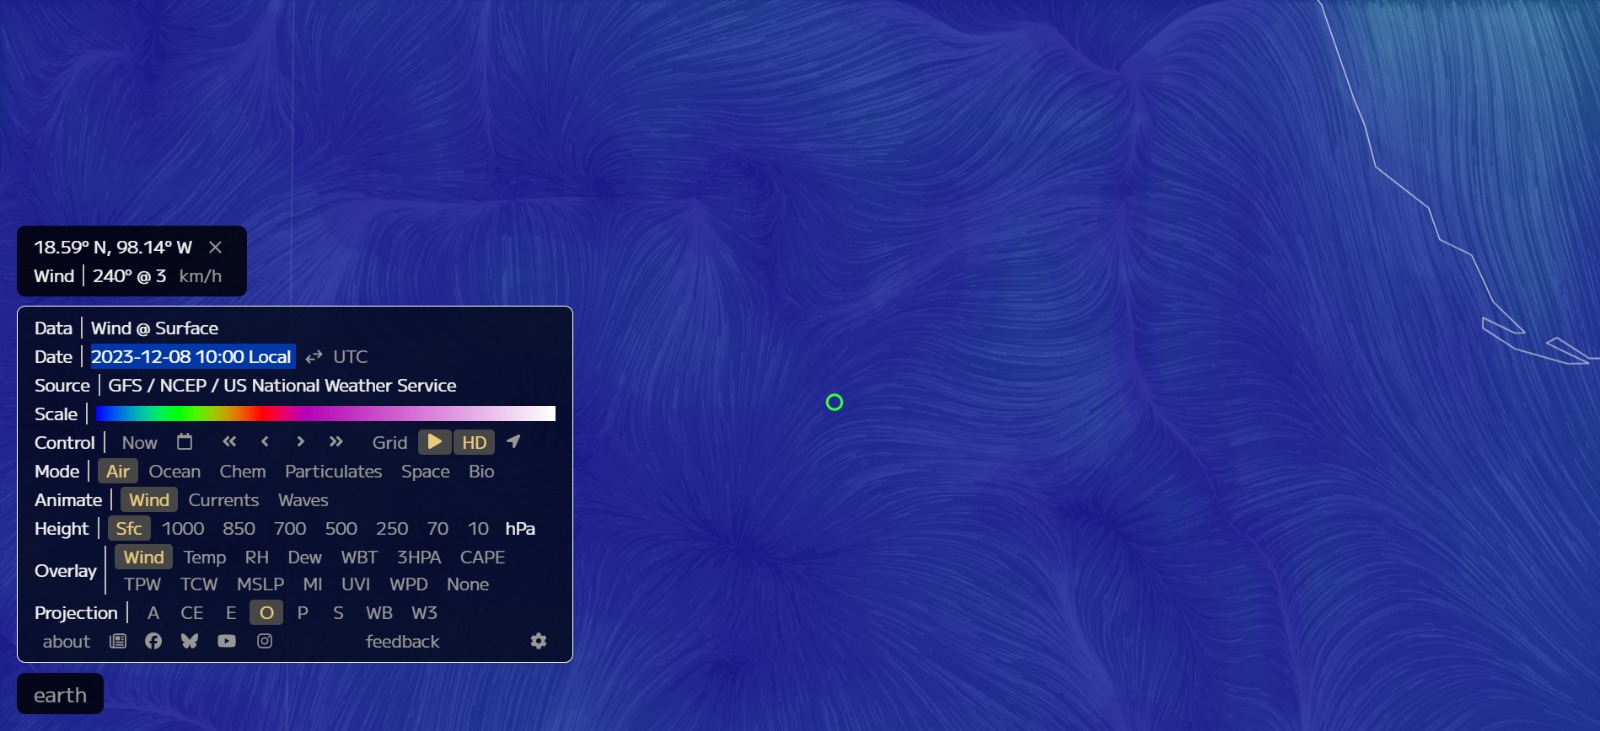 18.59° N, 98.14° W ×
Wind | 240° @ 3 km/h
Data | Wind @ Surface
Date | 2023-12-08 10:00 Local ⇄ UTC
Source | GFS / NCEP / US National Weather Service
Scale |
Control | Now « ‹ › » Grid HD
Mode | Air Ocean Chem Particulates Space Bio
Animate | Wind Currents Waves
Height | Sfc 1000 850 700 500 250 70 10 hPa
Overlay | Wind Temp RH Dew WBT 3HPA CAPE
TPW TCW MSLP MI UVI WPD None
Projection | A CE E O P S WB W3
about feedback
earth